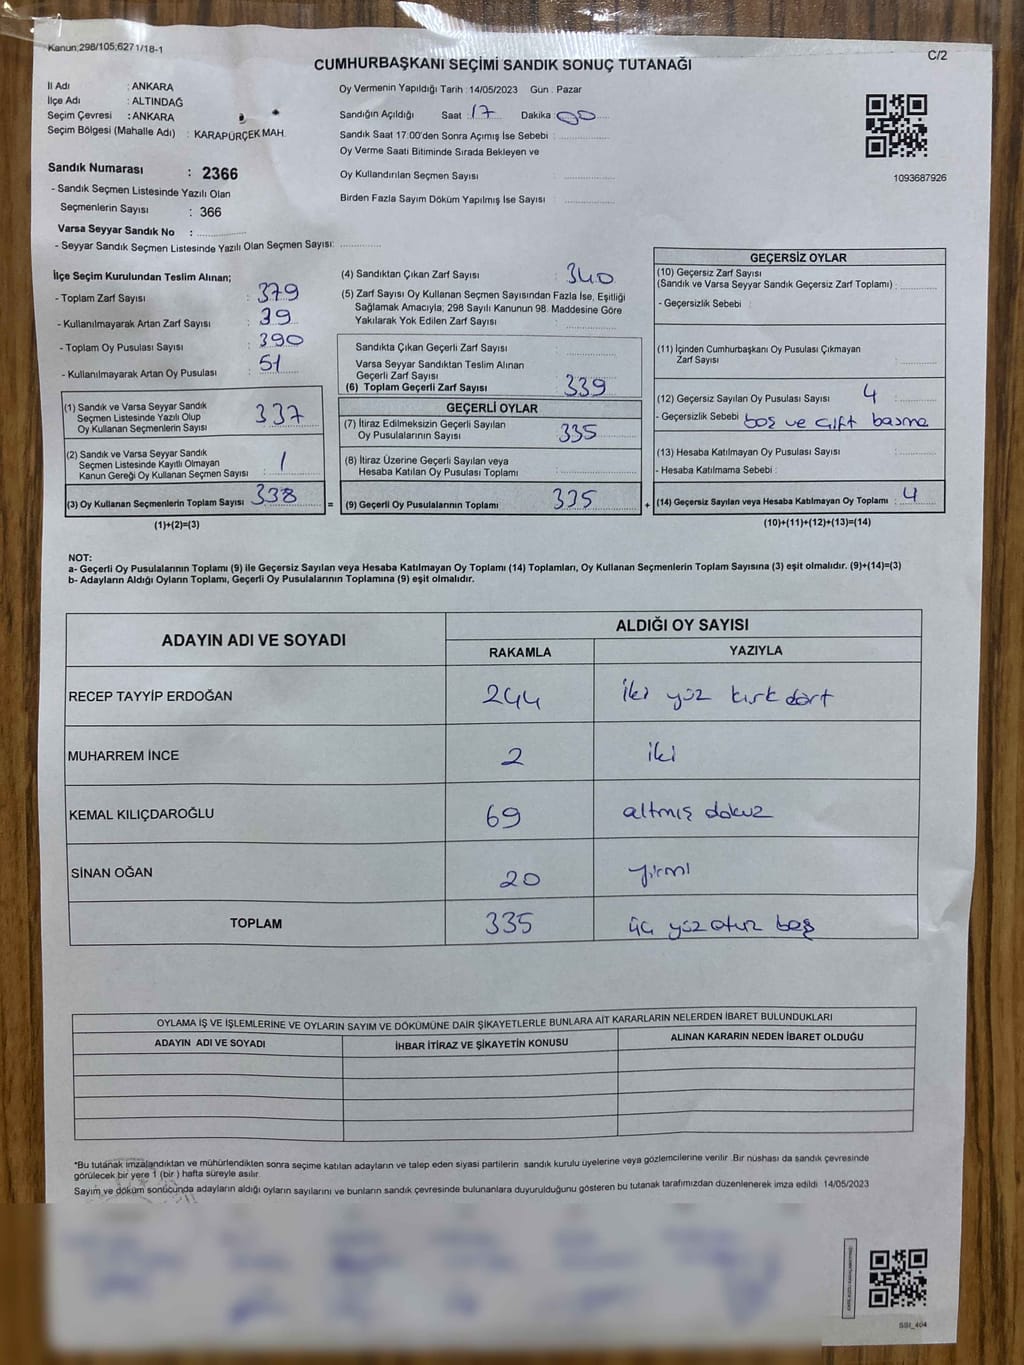 Kanun:298/105;6271/18-1
C/2
CUMHURBAŞKANI SEÇİMİ SANDIK SONUÇ TUTANAĞI
İl Adı : ANKARA
İlçe Adı : ALTINDAĞ
Seçim Çevresi : ANKARA
Seçim Bölgesi (Mahalle Adı) : KARAPÜRÇEK MAH.
Oy Vermenin Yapıldığı Tarih :14/05/2023 Gün : Pazar
Sandığın Açıldığı Saat : 17 Dakika : 00
Sandık Saat 17.00'den Sonra Açımış İse Sebebi :
Oy Verme Saati Bitiminde Sırada Bekleyen ve
Oy Kullandırılan Seçmen Sayısı :
Birden Fazla Sayım Döküm Yapılmış İse Sayısı :
1093687926
Sandık Numarası : 2366
- Sandık Seçmen Listesinde Yazılı Olan
Seçmenlerin Sayısı : 366
Varsa Seyyar Sandık No :
- Seyyar Sandık Seçmen Listesinde Yazılı Olan Seçmen Sayısı:
İlçe Seçim Kurulundan Teslim Alınan;
- Toplam Zarf Sayısı : 379
- Kullanılmayarak Artan Zarf Sayısı : 39
- Toplam Oy Pusulası Sayısı : 390
- Kullanılmayarak Artan Oy Pusulası : 51
(1) Sandık ve Varsa Seyyar Sandık
Seçmen Listesinde Yazılı Olup
Oy Kullanan Seçmenlerin Sayısı : 337
(2) Sandık ve Varsa Seyyar Sandık
Seçmen Listesinde Kayıtlı Olmayan
Kanun Gereği Oy Kullanan Seçmen Sayısı : 1
(3) Oy Kullanan Seçmenlerin Toplam Sayısı : 338
(1)+(2)=(3)
=
(4) Sandıktan Çıkan Zarf Sayısı : 340
(5) Zarf Sayısı Oy Kullanan Seçmen Sayısından Fazla İse, Eşitliği
Sağlamak Amacıyla; 298 Sayılı Kanunun 98. Maddesine Göre
Yakılarak Yok Edilen Zarf Sayısı :
Sandıkta Çıkan Geçerli Zarf Sayısı :
Varsa Seyyar Sandıktan Teslim Alınan
Geçerli Zarf Sayısı :
(6) Toplam Geçerli Zarf Sayısı : 339
GEÇERLİ OYLAR
(7) İtiraz Edilmeksizin Geçerli Sayılan
Oy Pusulalarının Sayısı : 335
(8) İtiraz Üzerine Geçerli Sayılan veya
Hesaba Katılan Oy Pusulası Toplamı :
(9) Geçerli Oy Pusulalarının Toplamı : 335
+
GEÇERSİZ OYLAR
(10) Geçersiz Zarf Sayısı
(Sandık ve Varsa Seyyar Sandık Geçersiz Zarf Toplamı) :
- Geçersizlik Sebebi :
(11) İçinden Cumhurbaşkanı Oy Pusulası Çıkmayan
Zarf Sayısı :
(12) Geçersiz Sayılan Oy Pusulası Sayısı : 4
- Geçersizlik Sebebi : boş ve çift basma
(13) Hesaba Katılmayan Oy Pusulası Sayısı :
- Hesaba Katılmama Sebebi :
(14) Geçersiz Sayılan veya Hesaba Katılmayan Oy Toplamı : 4
(10)+(11)+(12)+(13)=(14)
NOT:
a- Geçerli Oy Pusulalarının Toplamı (9) ile Geçersiz Sayılan veya Hesaba Katılmayan Oy Toplamı (14) Toplamları, Oy Kullanan Seçmenlerin Toplam Sayısına (3) eşit olmalıdır. (9)+(14)=(3)
b- Adayların Aldığı Oyların Toplamı, Geçerli Oy Pusulalarının Toplamına (9) eşit olmalıdır.
ADAYIN ADI VE SOYADI
ALDIĞI OY SAYISI
RAKAMLA YAZIYLA
RECEP TAYYİP ERDOĞAN 244 iki yüz kırk dört
MUHARREM İNCE 2 iki
KEMAL KILIÇDAROĞLU 69 altmış dokuz
SİNAN OĞAN 20 yirmi
TOPLAM 335 üç yüz otuz beş
OYLAMA İŞ VE İŞLEMLERİNE VE OYLARIN SAYIM VE DÖKÜMÜNE DAİR ŞİKAYETLERLE BUNLARA AİT KARARLARIN NELERDEN İBARET BULUNDUKLARI
ADAYIN ADI VE SOYADI İHBAR İTİRAZ VE ŞİKAYETİN KONUSU ALINAN KARARIN NEDEN İBARET OLDUĞU
*Bu tutanak imzalandıktan ve mühürlendikten sonra seçime katılan adayların ve talep eden siyasi partilerin sandık kurulu üyelerine veya gözlemcilerine verilir .Bir nüshası da sandık çevresinde
görülecek bir yere 1 (bir ) hafta süreyle asılır.
Sayım ve döküm sonucunda adayların aldığı oyların sayılarını ve bunların sandık çevresinde bulunanlara duyurulduğunu gösteren bu tutanak tarafımızdan düzenlenerek imza edildi 14/05/2023
SSI_404